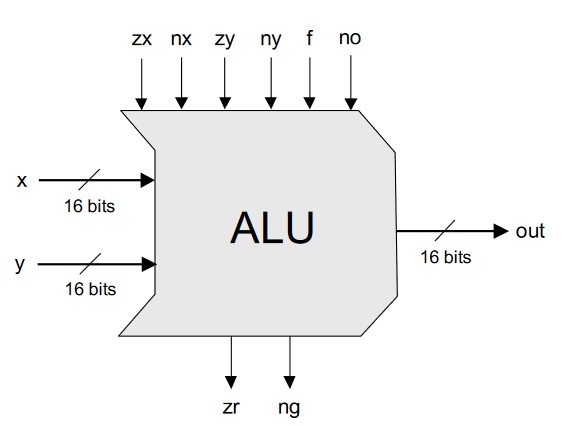 zx nx zy ny f no
x
16 bits
ALU
out
16 bits
y
16 bits
zr ng